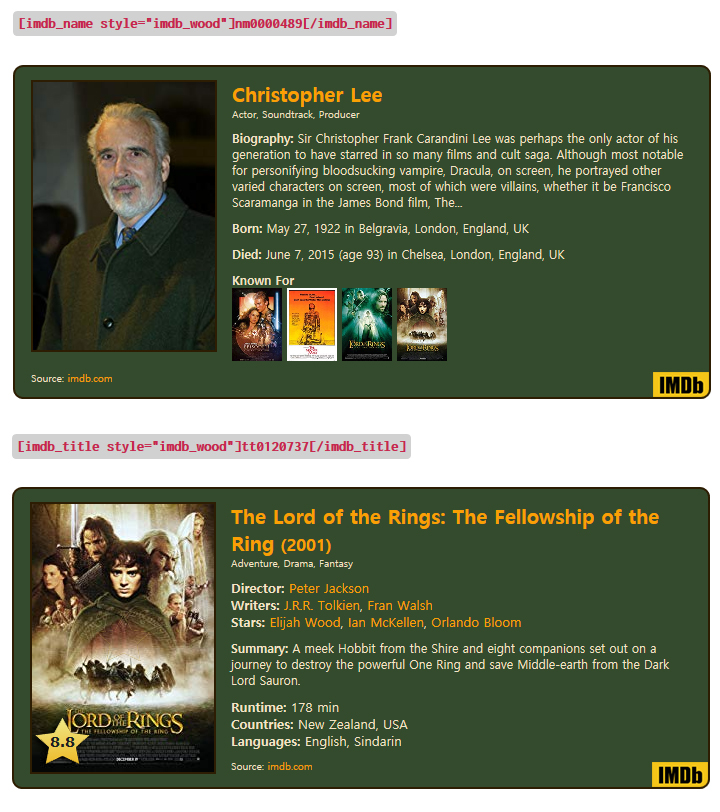 [imdb_name style="imdb_wood"]nm0000489[/imdb_name]
Christopher Lee
Actor, Soundtrack, Producer
Biography: Sir Christopher Frank Carandini Lee was perhaps the only actor of his
generation to have starred in so many films and cult saga. Although most notable
for personifying bloodsucking vampire, Dracula, on screen, he portrayed other
varied characters on screen, most of which were villains, whether it be Francisco
Scaramanga in the James Bond film, The...
Born: May 27, 1922 in Belgravia, London, England, UK
Died: June 7, 2015 (age 93) in Chelsea, London, England, UK
Known For
Source: imdb.com
IMDb
[imdb_title style="imdb_wood"]tt0120737[/imdb_title]
The Lord of the Rings: The Fellowship of the
Ring (2001)
Adventure, Drama, Fantasy
Director: Peter Jackson
Writers: J.R.R. Tolkien, Fran Walsh
Stars: Elijah Wood, Ian McKellen, Orlando Bloom
Summary: A meek Hobbit from the Shire and eight companions set out on a
journey to destroy the powerful One Ring and save Middle-earth from the Dark
Lord Sauron.
Runtime: 178 min
Countries: New Zealand, USA
Languages: English, Sindarin
Source: imdb.com
THE
LORD OF THE RINGS
THE FELLOWSHIP OF THE RING
8.8
IMDb